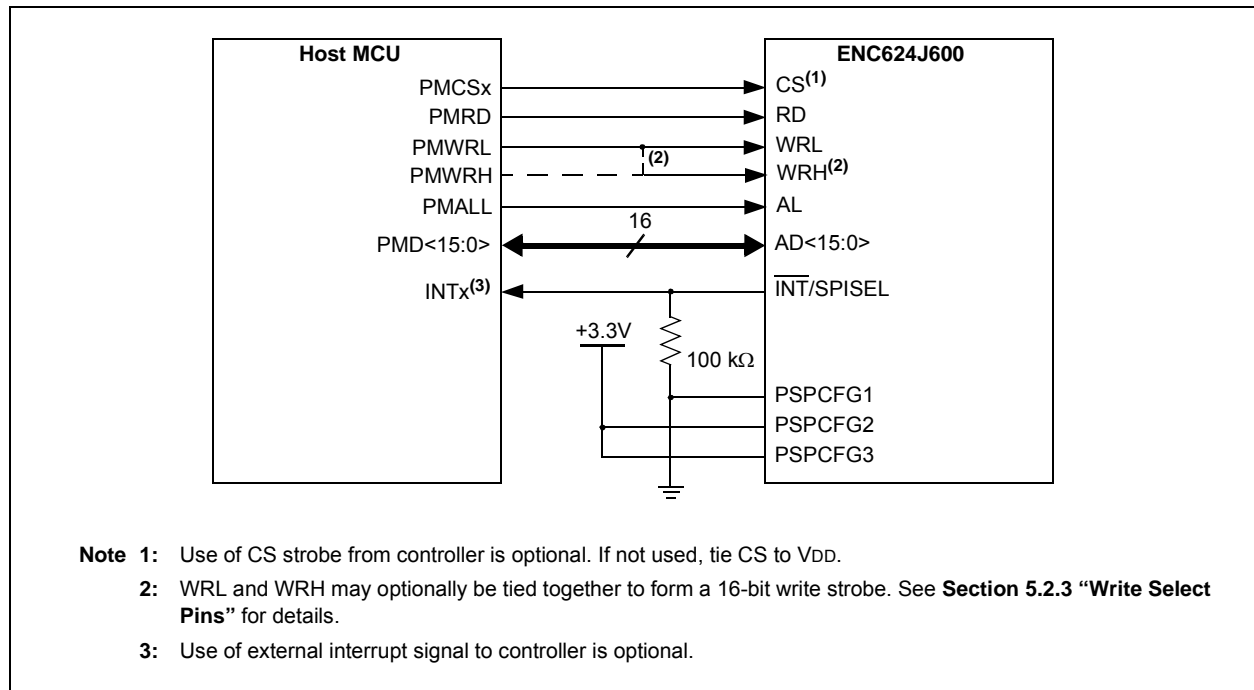 Host MCU
ENC624J600
PMCSx
CS(1)
PMRD
RD
PMWRL
WRL
(2)
PMWRH
WRH(2)
PMALL
AL
16
PMD<15:0>
AD<15:0>
INTx(3)
INT/SPISEL
+3.3V
100 kΩ
PSPCFG1
PSPCFG2
PSPCFG3
Note 1: Use of CS strobe from controller is optional. If not used, tie CS to VDD.
2: WRL and WRH may optionally be tied together to form a 16-bit write strobe. See Section 5.2.3 “Write Select
Pins” for details.
3: Use of external interrupt signal to controller is optional.